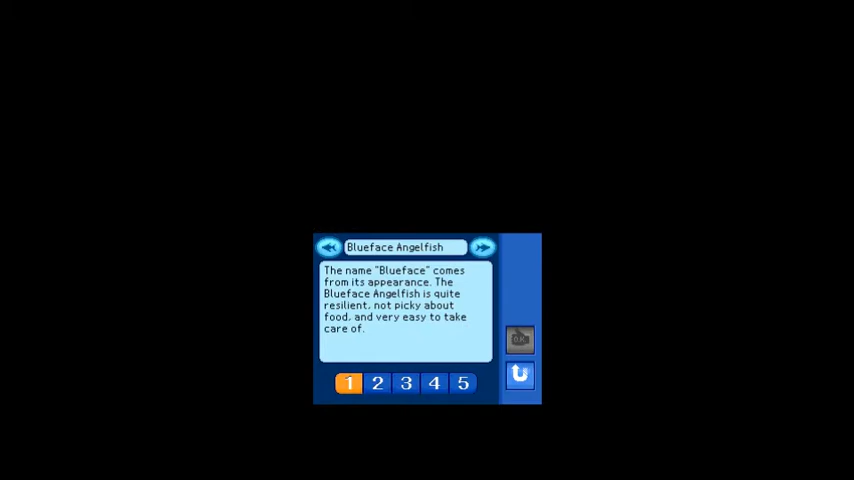 Blueface Angelfish
The name "Blueface" comes
from its appearance. The
Blueface Angelfish is quite
resilient, not picky about
food, and very easy to take
care of.
OK
1 2 3 4 5